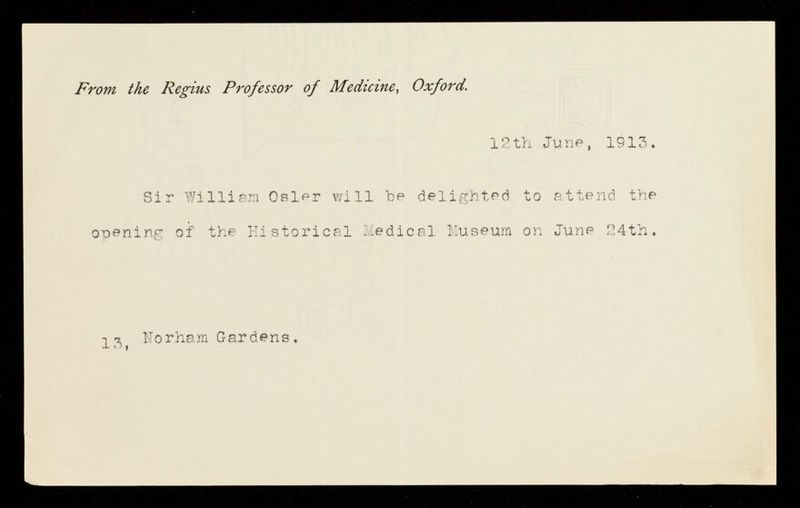 From the Regius Professor of Medicine, Oxford.
12th June, 1913.
Sir William Osler will be delighted to attend the
opening of the Historical Medical Museum on June 24th.
13, Norham Gardens.